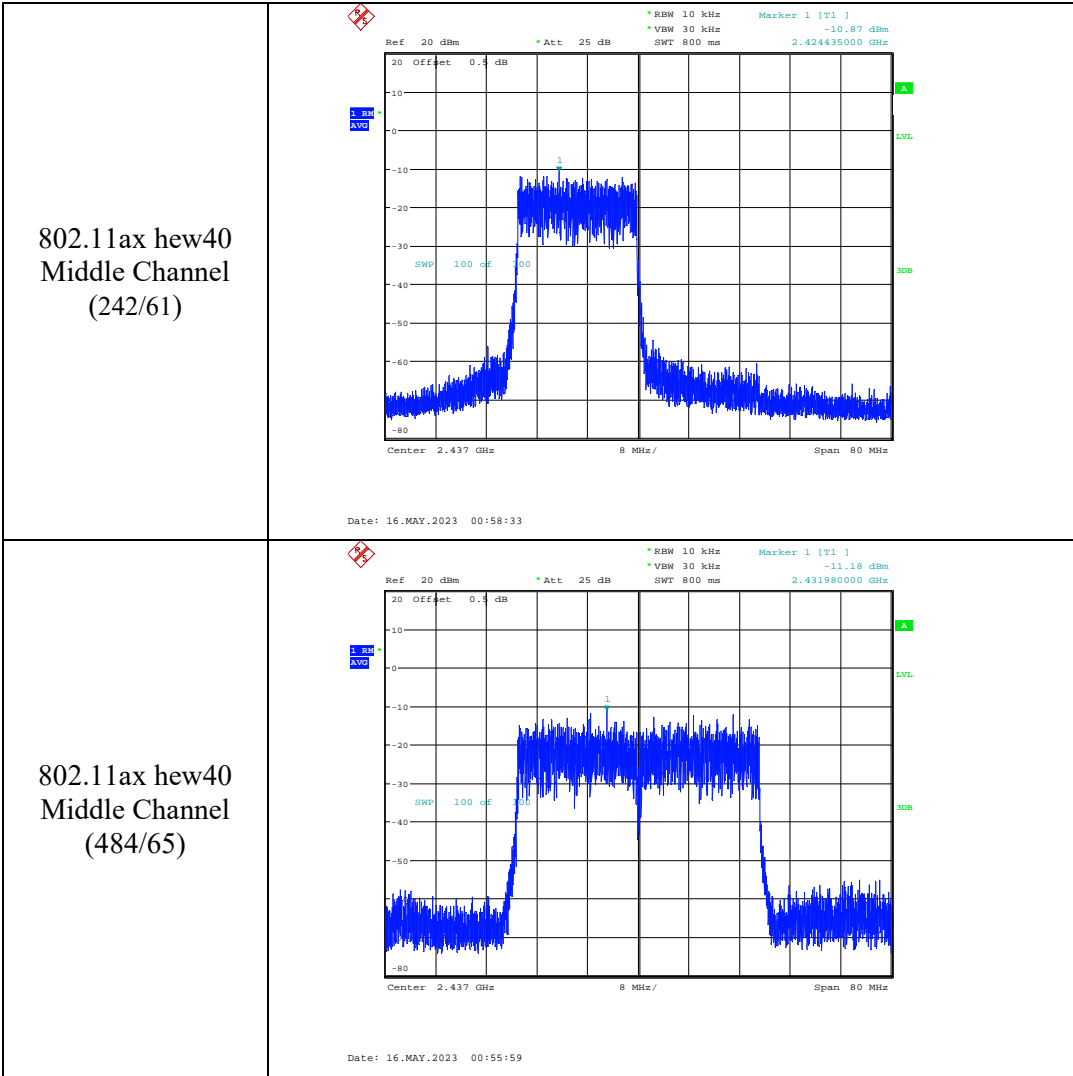 802.11ax hew40
Middle Channel
(242/61)
R S
*RBW 10 kHz Marker 1 [T1 ]
*VBW 30 kHz -10.87 dBm
Ref 20 dBm *Att 25 dB SWT 800 ms 2.424435000 GHz
20 Offset 0.5 dB
A
10
1 RM *
AVG
0
LVL
1
-10
-20
-30
SWP 100 of 100
3DB
-40
-50
-60
-80
Center 2.437 GHz 8 MHz/ Span 80 MHz
Date: 16.MAY.2023 00:58:33
802.11ax hew40
Middle Channel
(484/65)
R S
*RBW 10 kHz Marker 1 [T1 ]
*VBW 30 kHz -11.18 dBm
Ref 20 dBm *Att 25 dB SWT 800 ms 2.431980000 GHz
20 Offset 0.5 dB
A
10
1 RM *
AVG
0
LVL
1
-10
-20
-30
SWP 100 of 100
3DB
-40
-50
-60
-80
Center 2.437 GHz 8 MHz/ Span 80 MHz
Date: 16.MAY.2023 00:55:59